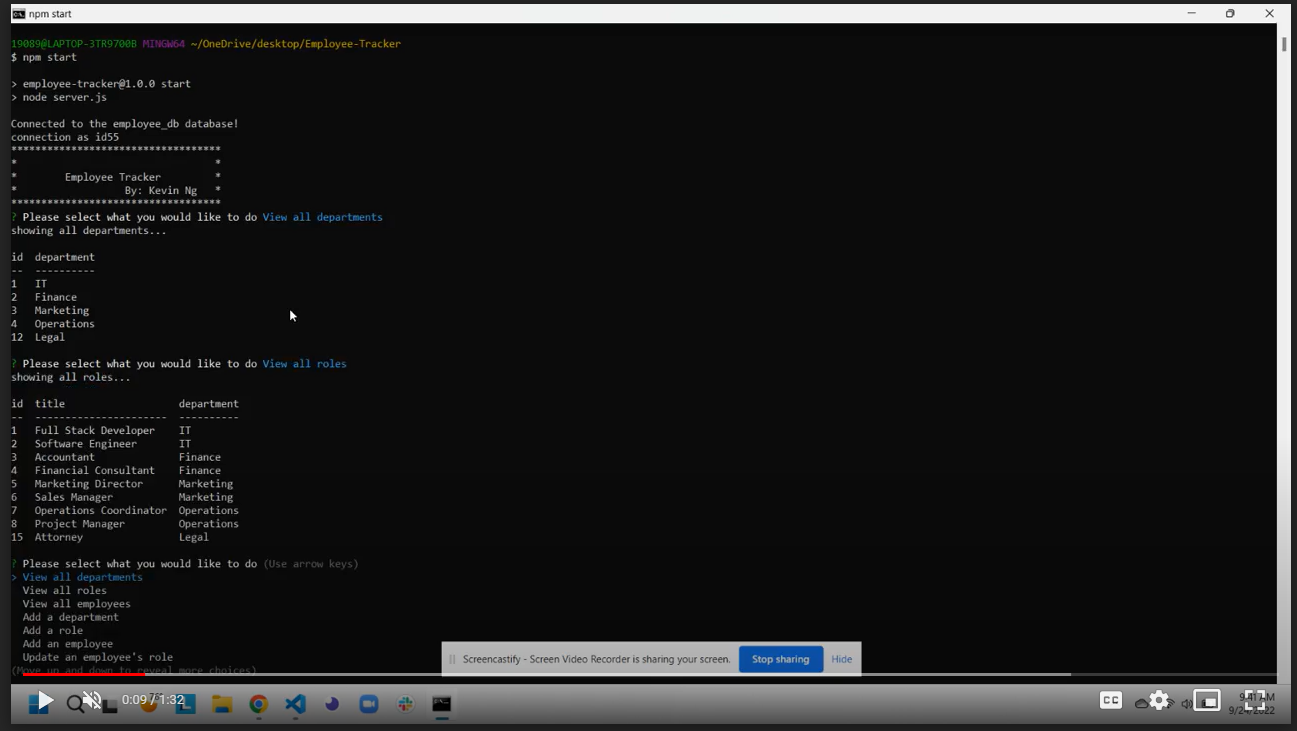 npm start
19089@LAPTOP-3TR9700B MINGW64 ~/OneDrive/desktop/Employee-Tracker
$ npm start
> employee-tracker@1.0.0 start
> node server.js
Connected to the employee_db database!
connection as id55
***********************************
*                                 *
*        Employee Tracker         *
*                  By: Kevin Ng   *
***********************************
? Please select what you would like to do View all departments
showing all departments...
id  department
--  ----------
1   IT
2   Finance
3   Marketing
4   Operations
12  Legal
? Please select what you would like to do View all roles
showing all roles...
id  title                   department
--  ----------------------  ----------
1   Full Stack Developer    IT
2   Software Engineer       IT
3   Accountant              Finance
4   Financial Consultant    Finance
5   Marketing Director      Marketing
6   Sales Manager           Marketing
7   Operations Coordinator  Operations
8   Project Manager         Operations
15  Attorney                Legal
? Please select what you would like to do (Use arrow keys)
> View all departments
View all roles
View all employees
Add a department
Add a role
Add an employee
Update an employee's role
(Move up and down to reveal more choices)
Screencastify - Screen Video Recorder is sharing your screen. Stop sharing Hide
0:09 / 1:32
CC
9:41 AM
9/24/2022